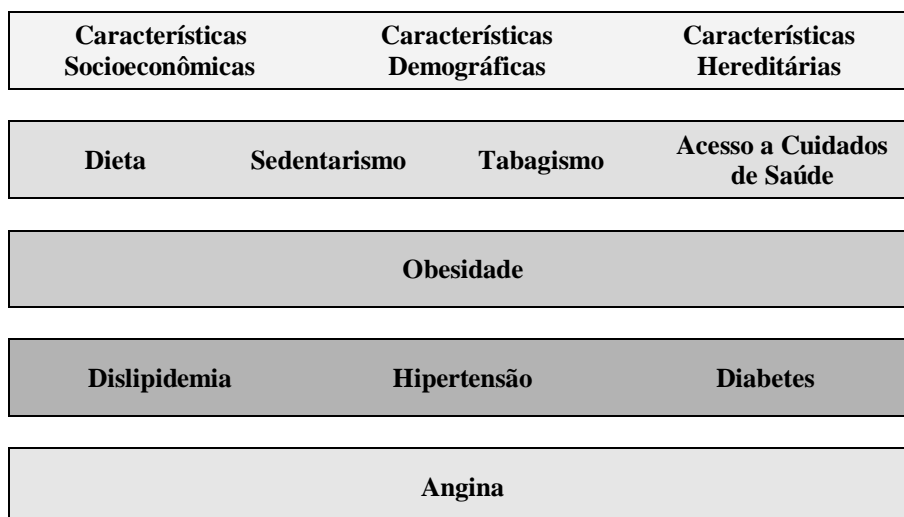 Características Características Características
Socioeconômicas Demográficas Hereditárias
Dieta Sedentarismo Tabagismo Acesso a Cuidados
de Saúde
Obesidade
Dislipidemia Hipertensão Diabetes
Angina